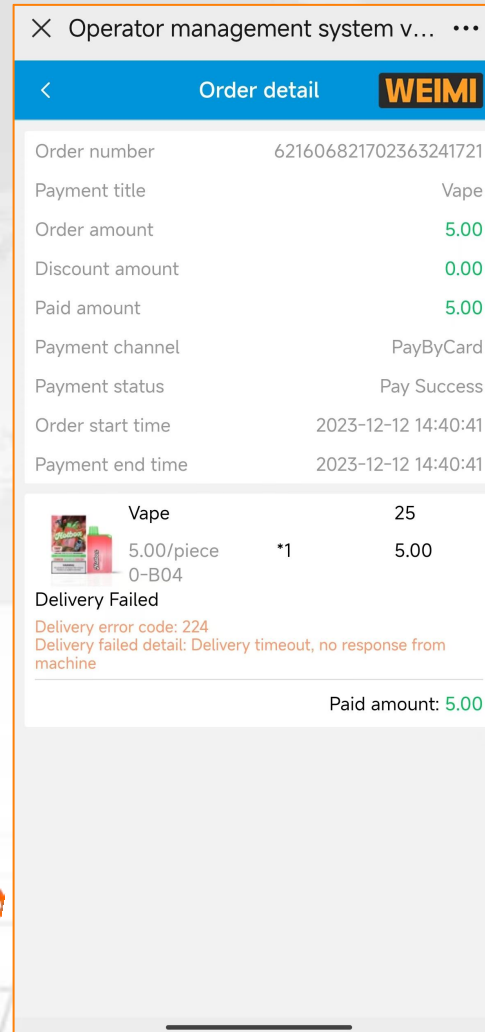 Operator management system v...
Order detail
WEIMI
Order number 621606821702363241721
Payment title Vape
Order amount 5.00
Discount amount 0.00
Paid amount 5.00
Payment channel PayByCard
Payment status Pay Success
Order start time 2023-12-12 14:40:41
Payment end time 2023-12-12 14:40:41
Vape 25
5.00/piece *1 5.00
0-B04
Delivery Failed
Delivery error code: 224
Delivery failed detail: Delivery timeout, no response from
machine
Paid amount: 5.00